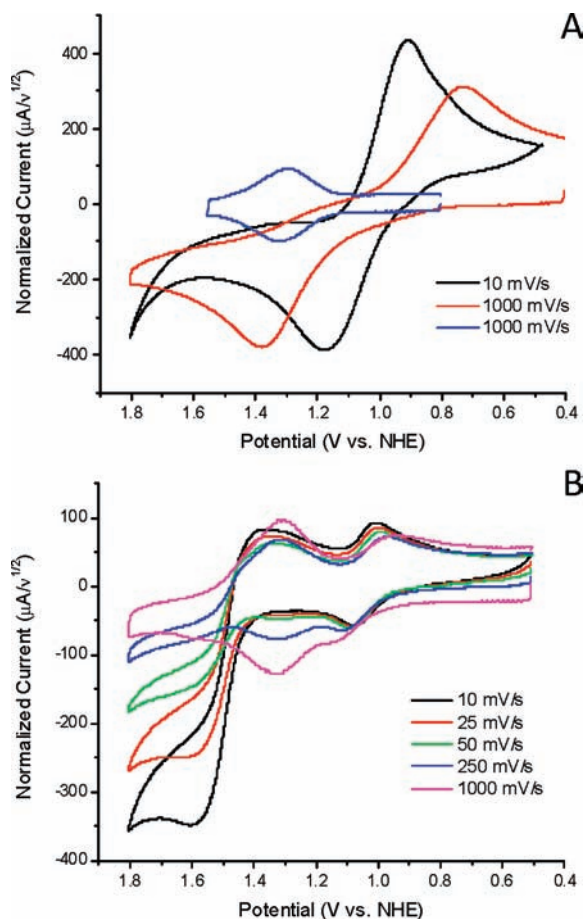 A
Normalized Current (μA/v^1/2)
400
200
0
-200
-400
10 mV/s
1000 mV/s
1000 mV/s
1.8 1.6 1.4 1.2 1.0 0.8 0.6 0.4
Potential (V vs. NHE)
B
Normalized Current (μA/v^1/2)
100
0
-100
-200
-300
-400
10 mV/s
25 mV/s
50 mV/s
250 mV/s
1000 mV/s
1.8 1.6 1.4 1.2 1.0 0.8 0.6 0.4
Potential (V vs. NHE)